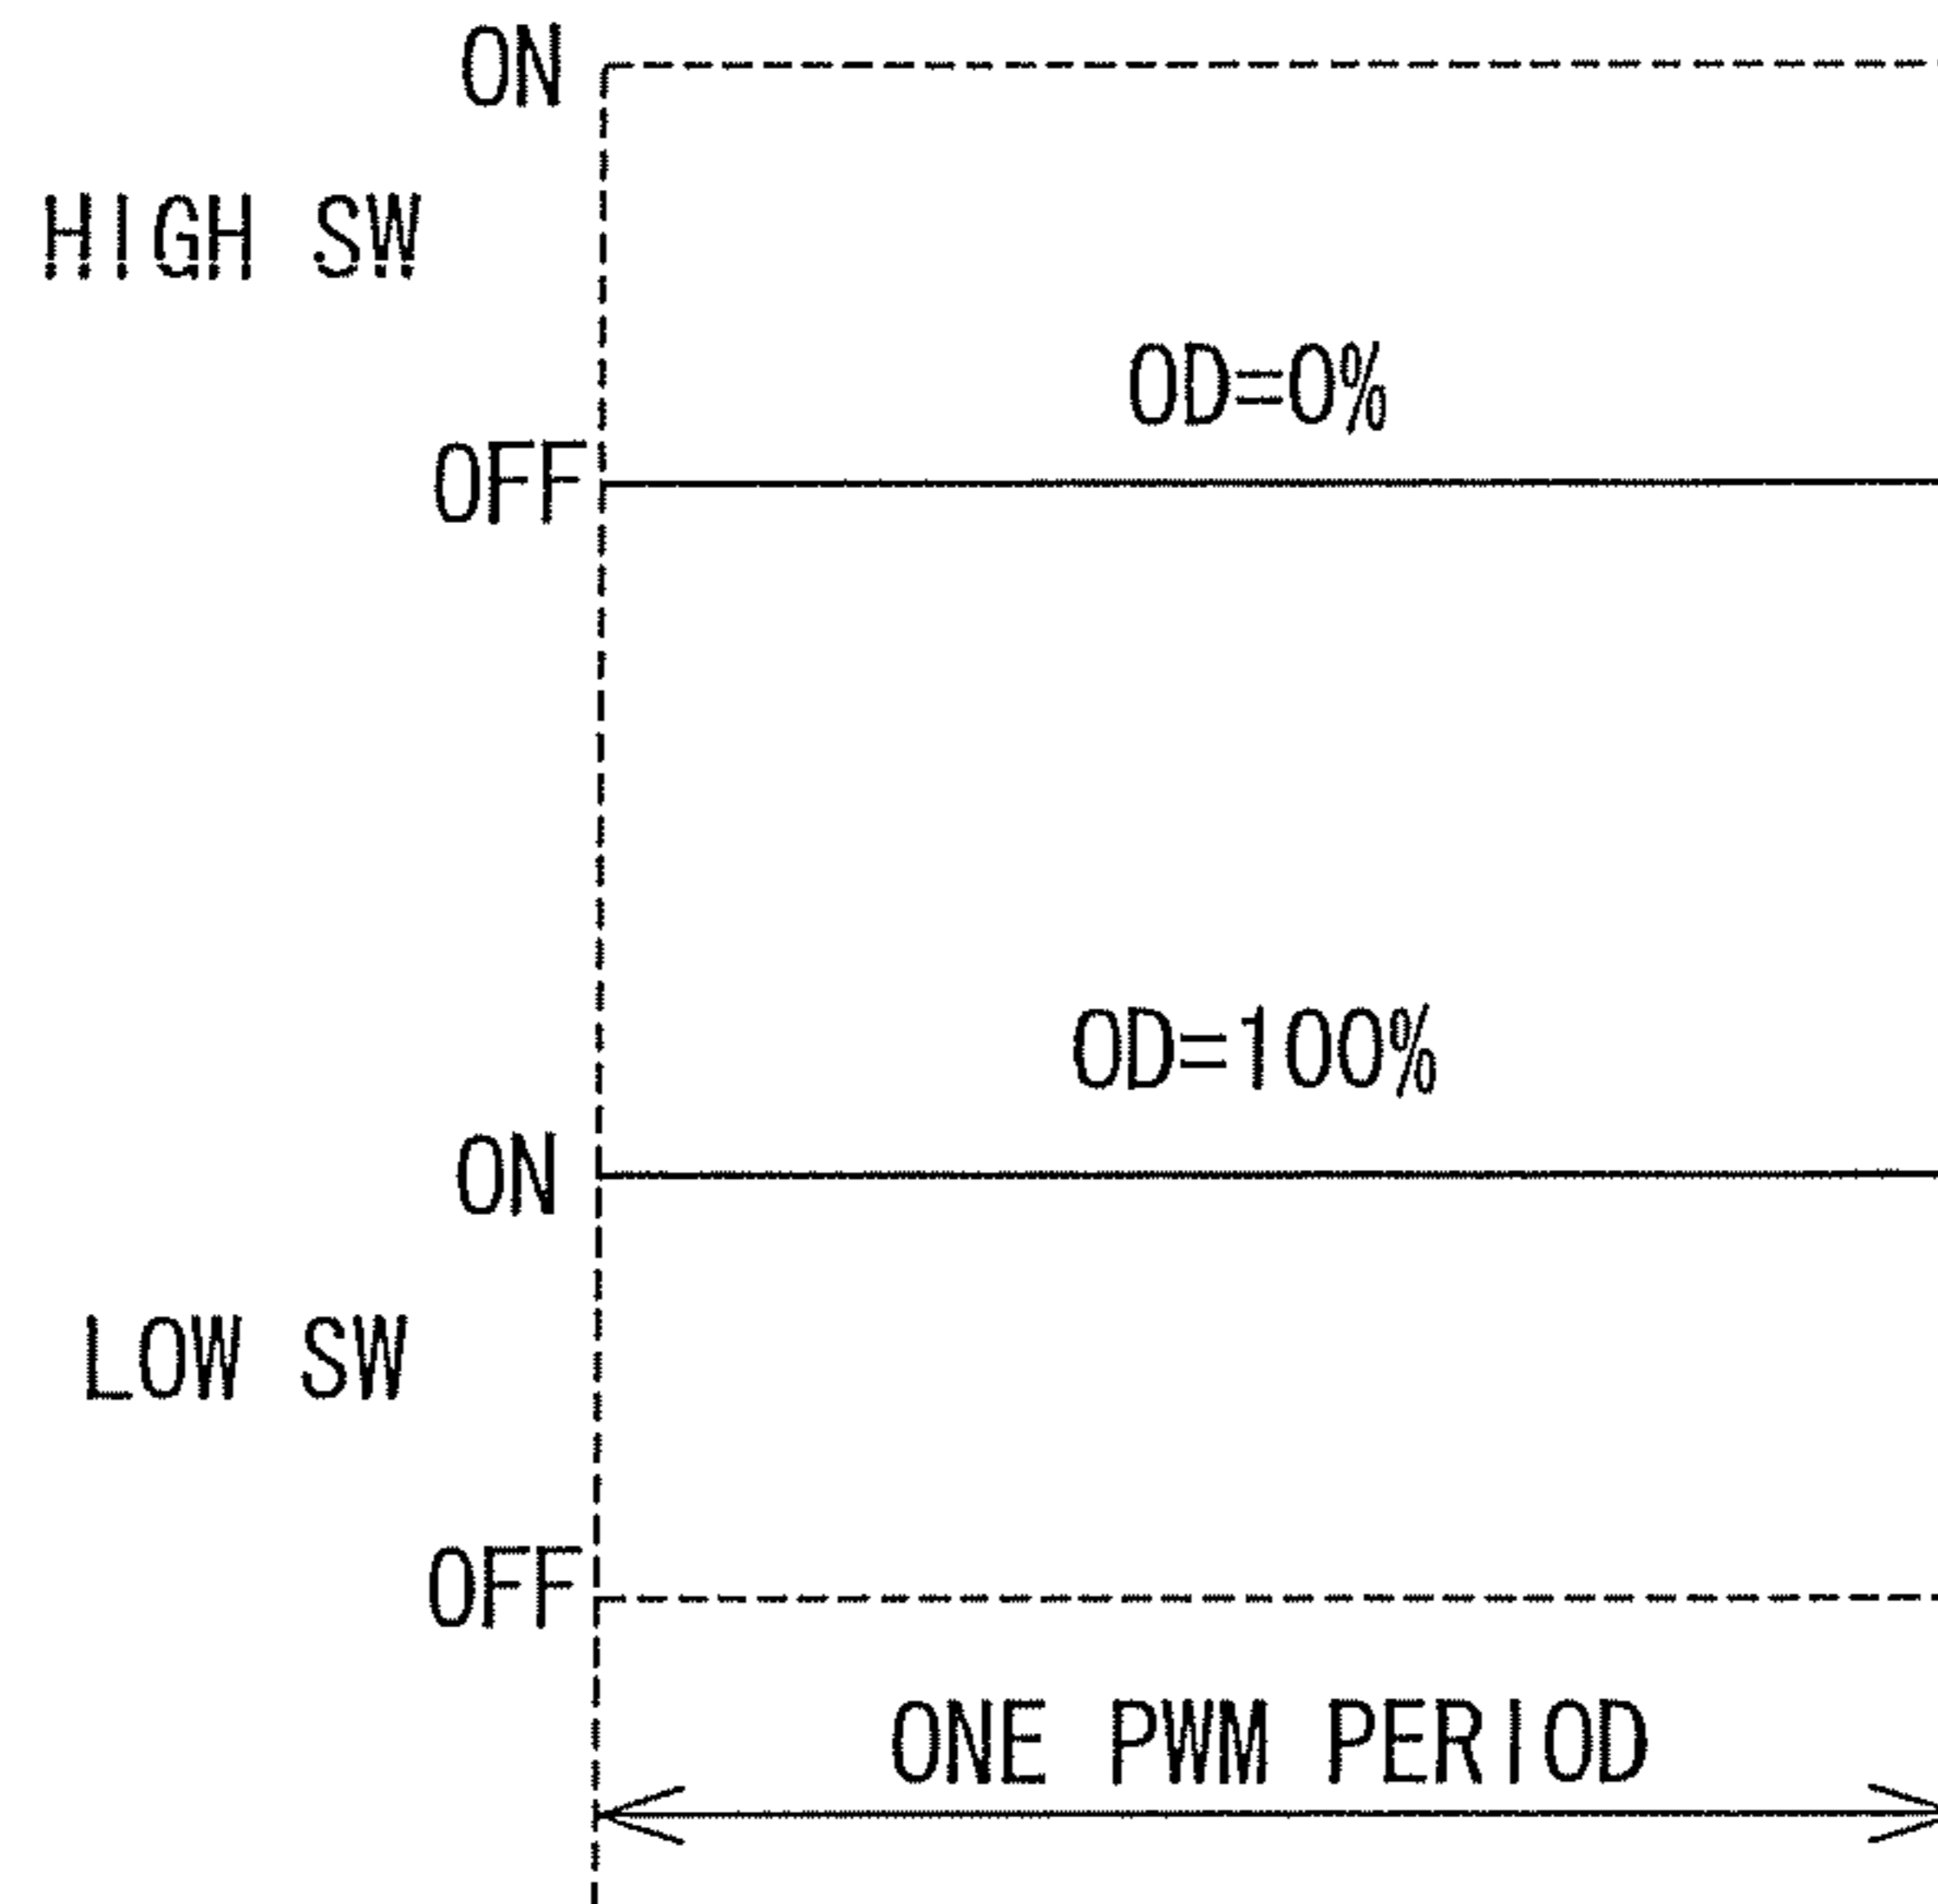 ON
HIGH SW
OD=0%
OFF
OD=100%
ON
LOW SW
OFF
ONE PWM PERIOD